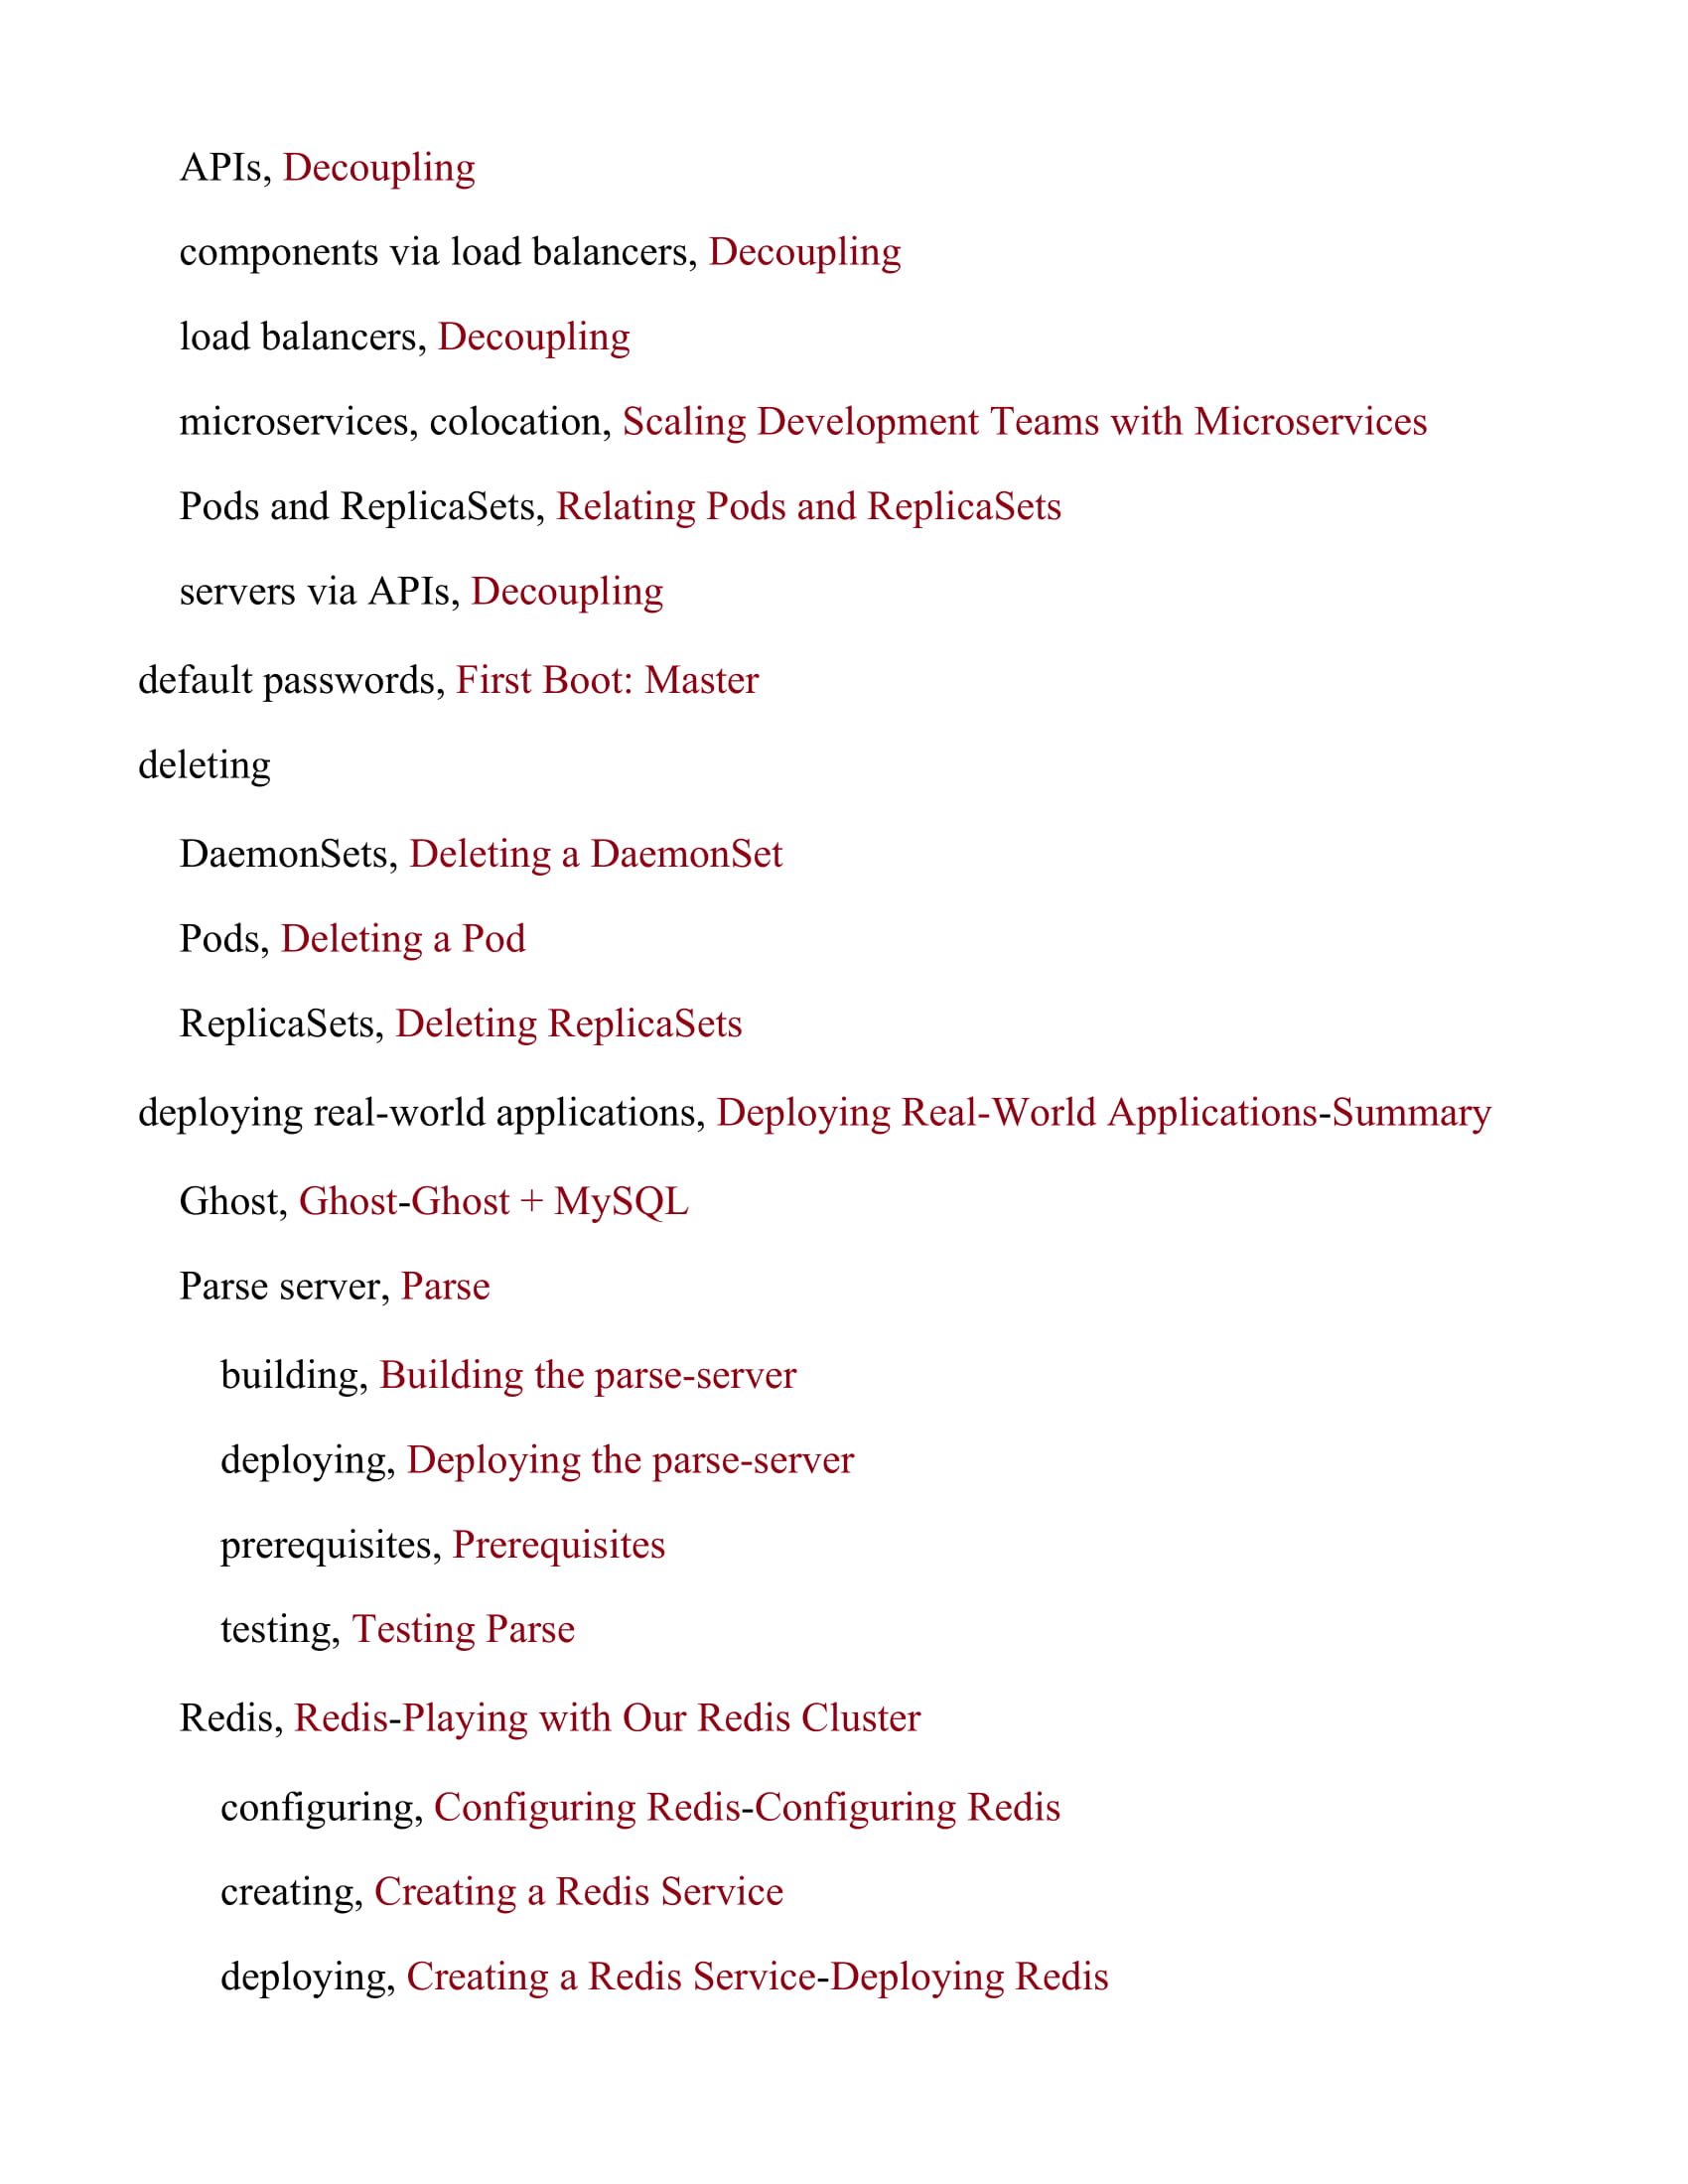 APIs, Decoupling
components via load balancers, Decoupling
load balancers, Decoupling
microservices, colocation, Scaling Development Teams with Microservices
Pods and ReplicaSets, Relating Pods and ReplicaSets
servers via APIs, Decoupling
default passwords, First Boot: Master
deleting
DaemonSets, Deleting a DaemonSet
Pods, Deleting a Pod
ReplicaSets, Deleting ReplicaSets
deploying real-world applications, Deploying Real-World Applications-Summary
Ghost, Ghost-Ghost + MySQL
Parse server, Parse
building, Building the parse-server
deploying, Deploying the parse-server
prerequisites, Prerequisites
testing, Testing Parse
Redis, Redis-Playing with Our Redis Cluster
configuring, Configuring Redis-Configuring Redis
creating, Creating a Redis Service
deploying, Creating a Redis Service-Deploying Redis